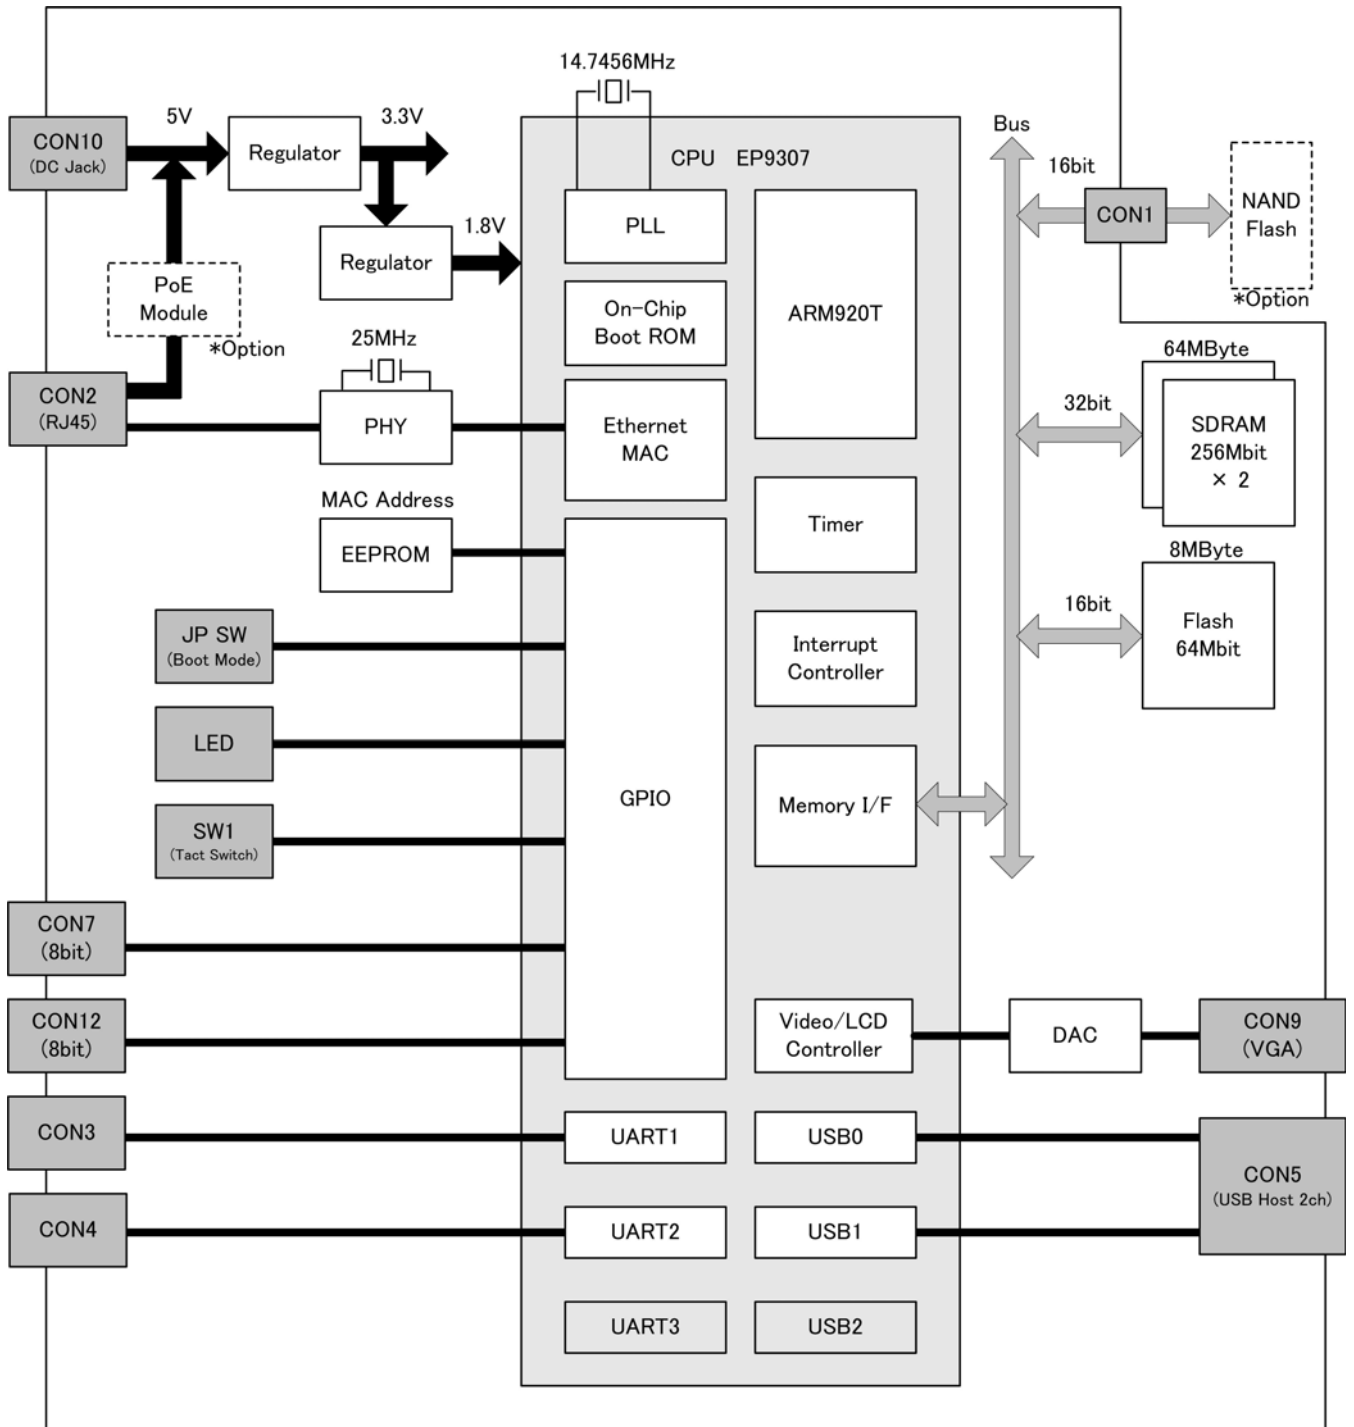 14.7456MHz
CON10
(DC Jack)
5V
Regulator
3.3V
CPU EP9307
Bus
16bit
CON1
NAND
Flash
*Option
PLL
ARM920T
Regulator
1.8V
PoE
Module
*Option
On-Chip
Boot ROM
25MHz
CON2
(RJ45)
PHY
Ethernet
MAC
64MByte
32bit
SDRAM
256Mbit
× 2
MAC Address
EEPROM
Timer
8MByte
16bit
Flash
64Mbit
JP SW
(Boot Mode)
Interrupt
Controller
LED
GPIO
Memory I/F
SW1
(Tact Switch)
CON7
(8bit)
CON12
(8bit)
Video/LCD
Controller
DAC
CON9
(VGA)
CON3
UART1
USB0
CON5
(USB Host 2ch)
CON4
UART2
USB1
UART3
USB2